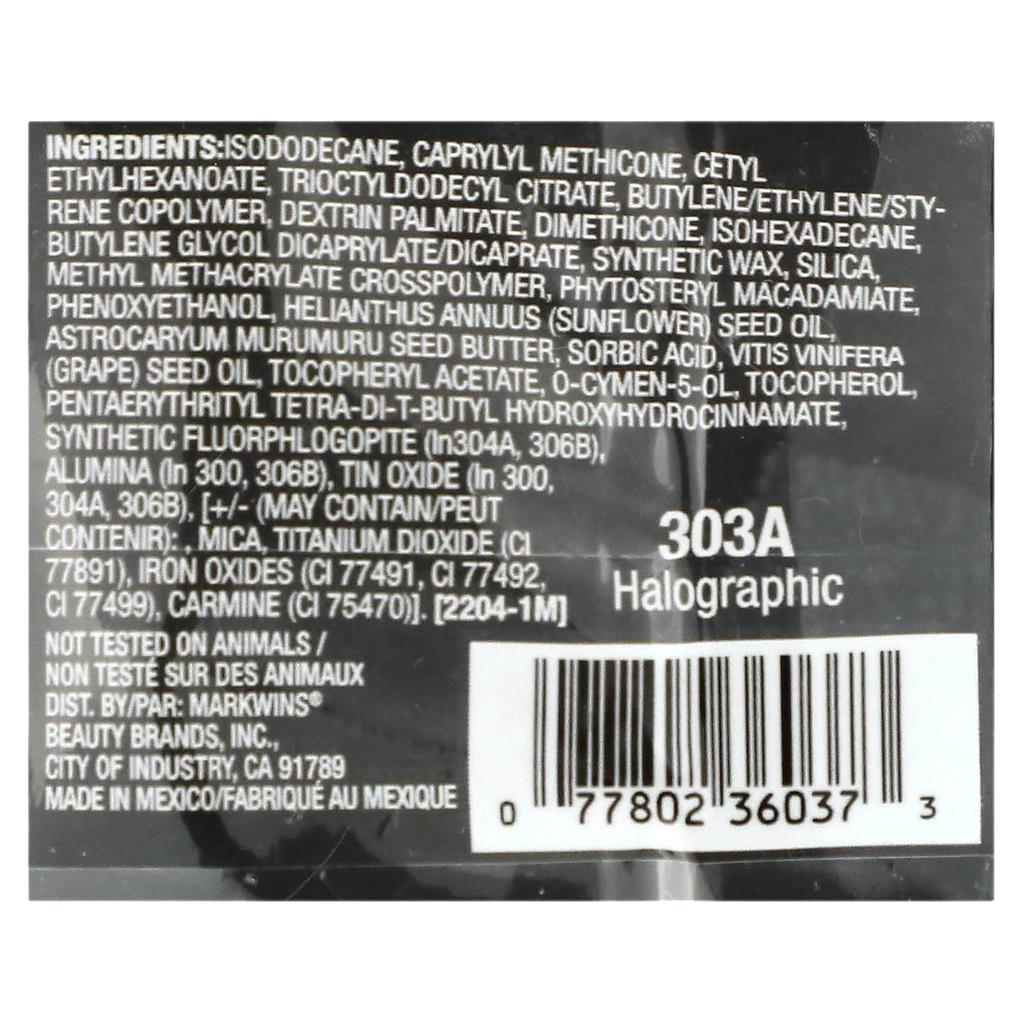 INGREDIENTS:ISODODECANE, CAPRYLYL METHICONE, CETYL
ETHYLHEXANOATE, TRIOCTYLDODECYL CITRATE, BUTYLENE/ETHYLENE/STY-
RENE COPOLYMER, DEXTRIN PALMITATE, DIMETHICONE, ISOHEXADECANE,
BUTYLENE GLYCOL DICAPRYLATE/DICAPRATE, SYNTHETIC WAX, SILICA,
METHYL METHACRYLATE CROSSPOLYMER, PHYTOSTERYL MACADAMIATE,
PHENOXYETHANOL, HELIANTHUS ANNUUS (SUNFLOWER) SEED OIL,
ASTROCARYUM MURUMURU SEED BUTTER, SORBIC ACID, VITIS VINIFERA
(GRAPE) SEED OIL, TOCOPHERYL ACETATE, O-CYMEN-5-OL, TOCOPHEROL,
PENTAERYTHRITYL TETRA-DI-T-BUTYL HYDROXYHYDROCINNAMATE,
SYNTHETIC FLUORPHLOGOPITE (In304A, 306B),
ALUMINA (In 300, 306B), TIN OXIDE (In 300,
304A, 306B), [+/- (MAY CONTAIN/PEUT
CONTENIR): , MICA, TITANIUM DIOXIDE (CI
77891), IRON OXIDES (CI 77491, CI 77492,
CI 77499), CARMINE (CI 75470)]. [2204-1M]
NOT TESTED ON ANIMALS /
NON TESTÉ SUR DES ANIMAUX
DIST. BY/PAR: MARKWINS®
BEAUTY BRANDS, INC.,
CITY OF INDUSTRY, CA 91789
MADE IN MEXICO/FABRIQUÉ AU MEXIQUE
303A
Halographic
0 77802 36037 3